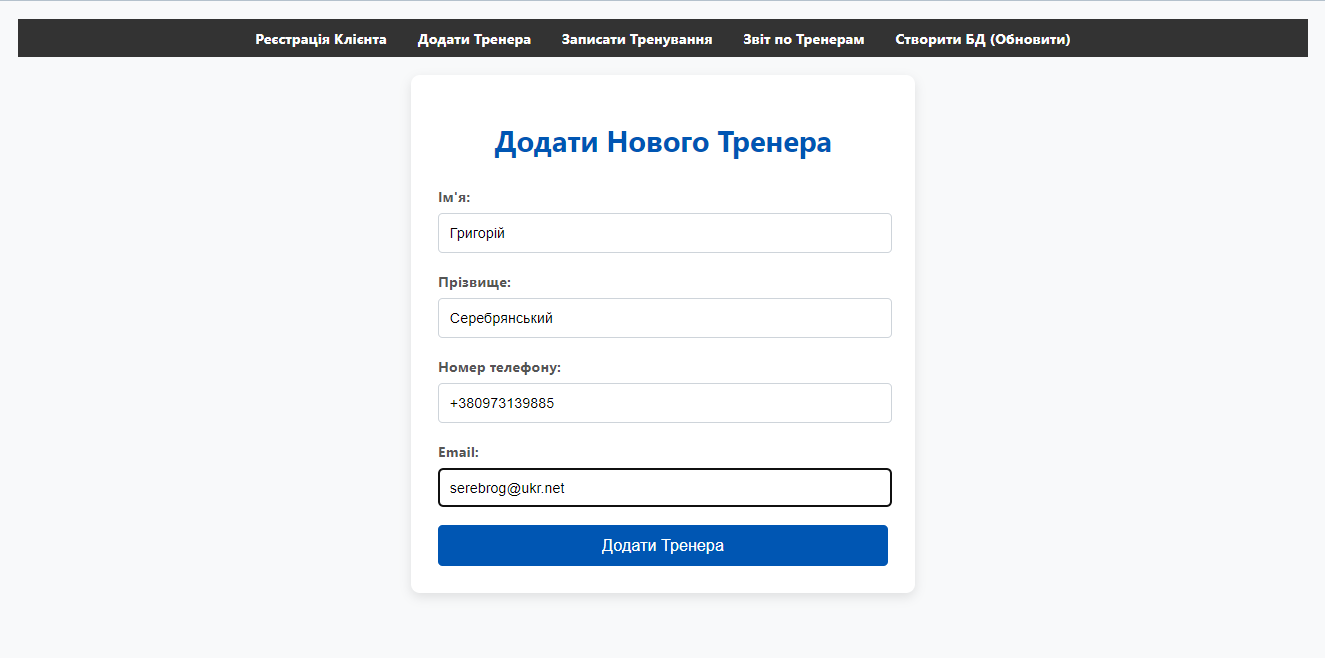 Реєстрація Клієнта Додати Тренера Записати Тренування Звіт по Тренерам Створити БД (Обновити)
Додати Нового Тренера
Ім'я:
Григорій
Прізвище:
Серебрянський
Номер телефону:
+380973139885
Email:
serebrog@ukr.net
Додати Тренера